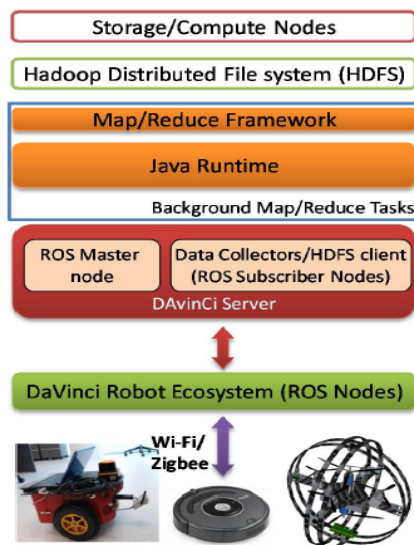 Storage/Compute Nodes
Hadoop Distributed File system (HDFS)
Map/Reduce Framework
Java Runtime
Background Map/Reduce Tasks
ROS Master
node
Data Collectors/HDFS client
(ROS Subscriber Nodes)
DAvinCi Server
DaVinci Robot Ecosystem (ROS Nodes)
Wi-Fi/
Zigbee